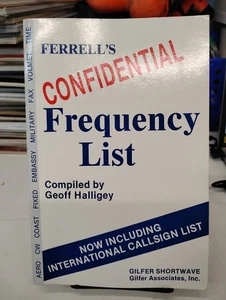 FERRELL'S
CONFIDENTIAL
Frequency
List
Compiled by
Geoff Halligey
AERO CW COAST FIXED EMBASSY MILITARY FAX VOLMET TIME
NOW INCLUDING
INTERNATIONAL CALLSIGN LIST
GILFER SHORTWAVE
Gilfer Associates, Inc.